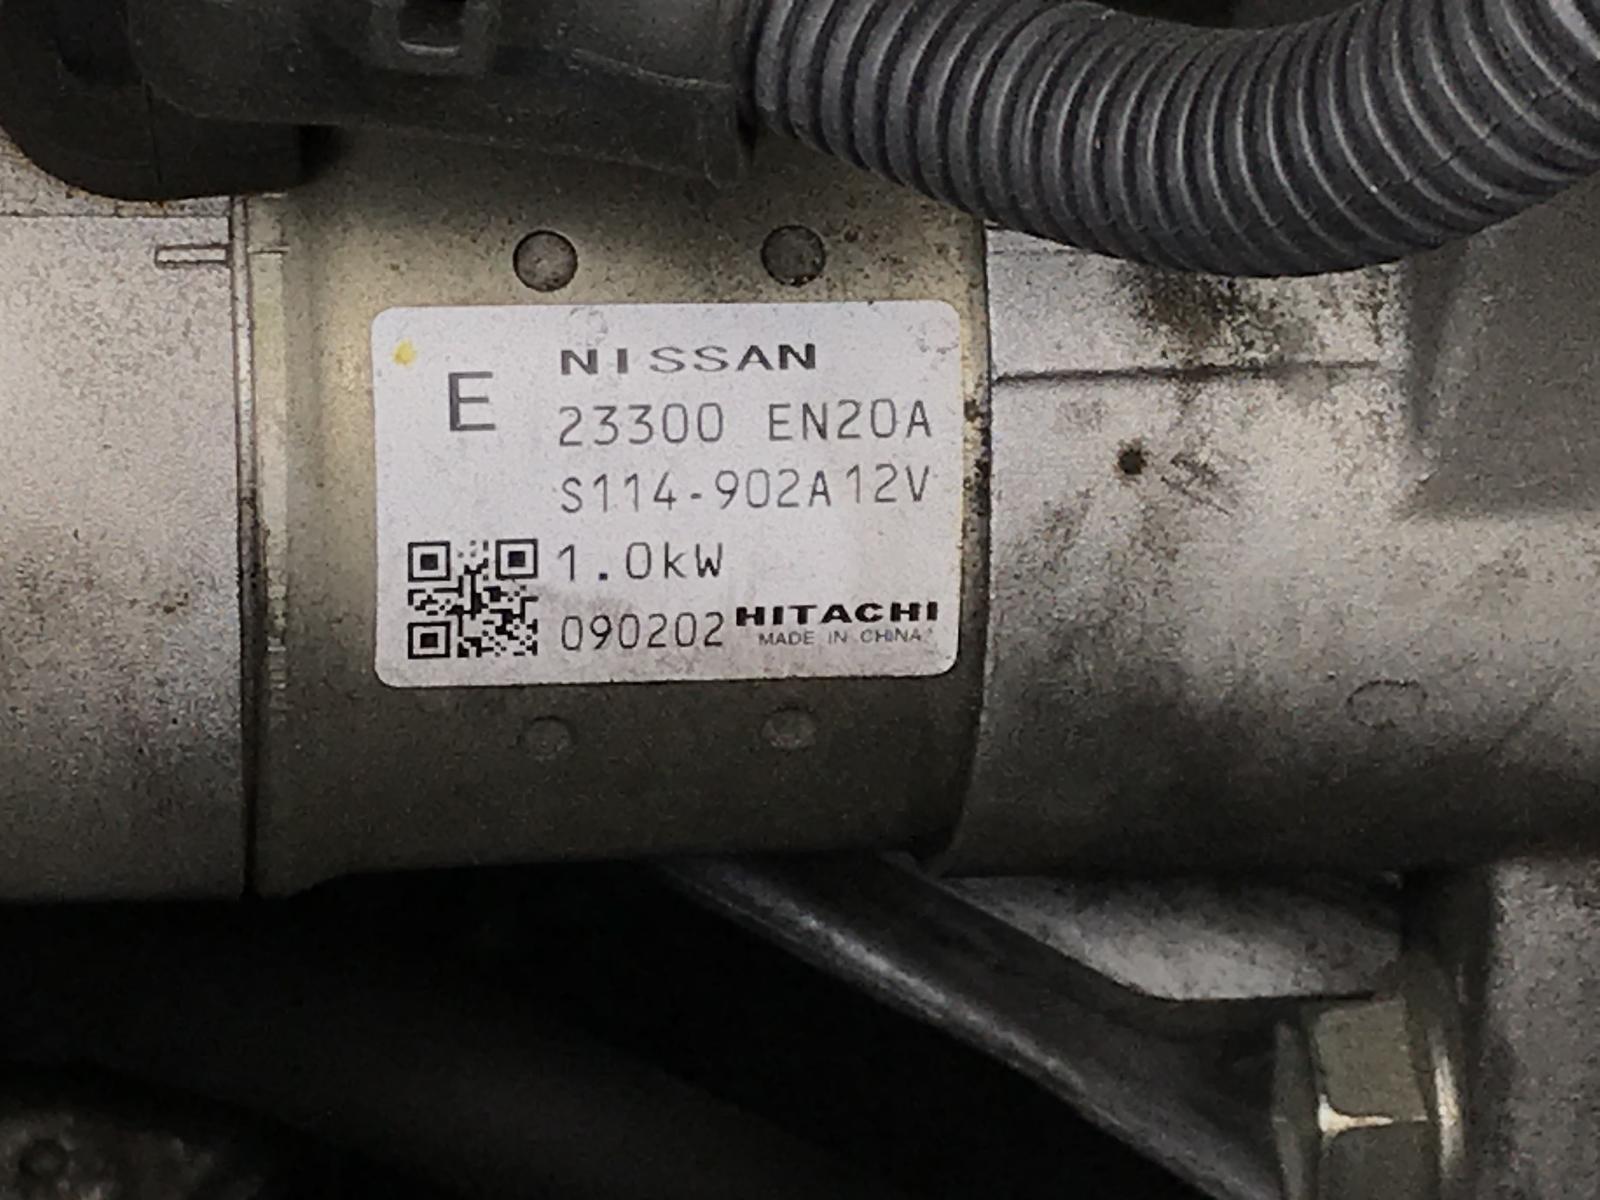 NISSAN
E
23300 EN20A
S114-902A12V
1.0kW
090202 HITACHI
MADE IN CHINA